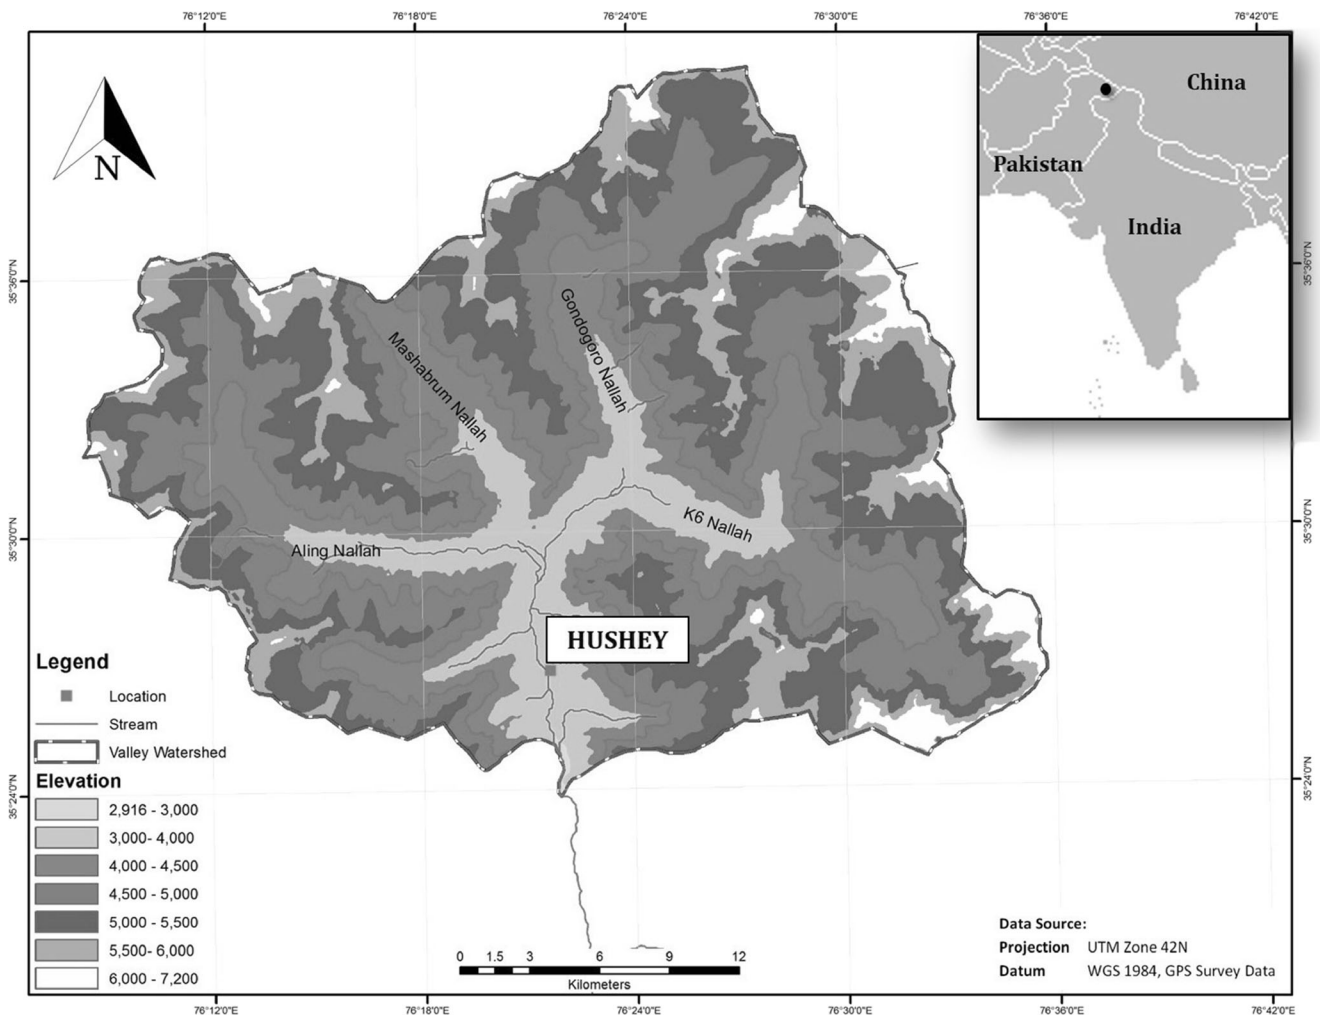 76°12'0"E
76°18'0"E
76°24'0"E
76°30'0"E
76°36'0"E
76°42'0"E
N
China
Pakistan
India
35°36'0"N
35°36'0"N
Gondogoro Nallah
Mashabrum Nallah
K6 Nallah
Aling Nallah
35°30'0"N
35°30'0"N
HUSHEY
Legend
Location
Stream
Valley Watershed
Elevation
2,916 - 3,000
3,000- 4,000
4,000 - 4,500
4,500 - 5,000
5,000 - 5,500
5,500- 6,000
6,000 - 7,200
35°24'0"N
35°24'0"N
0 1.5 3 6 9 12
Kilometers
Data Source:
Projection UTM Zone 42N
Datum WGS 1984, GPS Survey Data
76°12'0"E
76°18'0"E
76°24'0"E
76°30'0"E
76°36'0"E
76°42'0"E